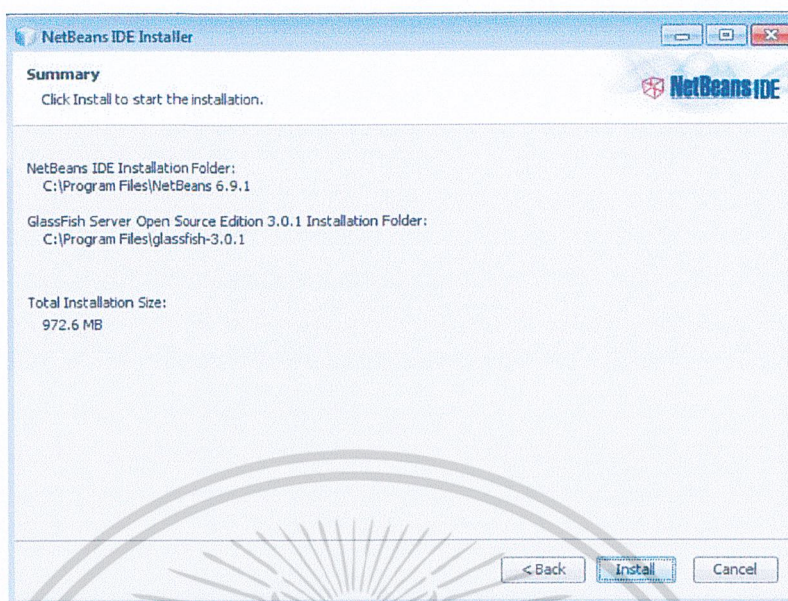 NetBeans IDE Installer
Summary
Click Install to start the installation.
NetBeans IDE
NetBeans IDE Installation Folder:
C:\Program Files\NetBeans 6.9.1
GlassFish Server Open Source Edition 3.0.1 Installation Folder:
C:\Program Files\glassfish-3.0.1
Total Installation Size:
972.6 MB
< Back
Install
Cancel